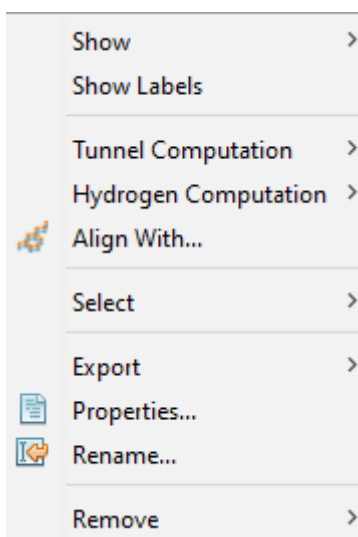 Show
Show Labels
Tunnel Computation
Hydrogen Computation
Align With...
Select
Export
Properties...
Rename...
Remove